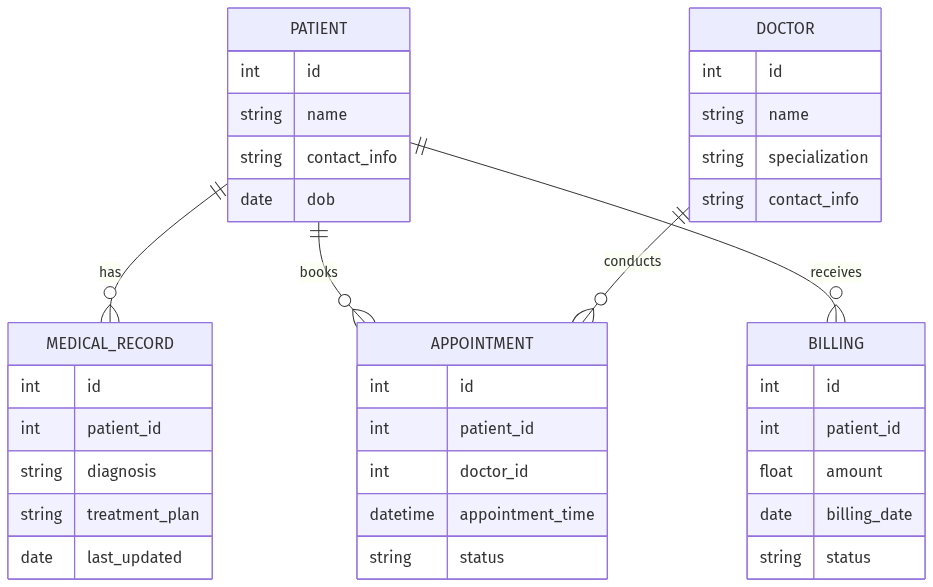 PATIENT
int id
string name
string contact_info
date dob
DOCTOR
int id
string name
string specialization
string contact_info
has
books
conducts
receives
MEDICAL_RECORD
int id
int patient_id
string diagnosis
string treatment_plan
date last_updated
APPOINTMENT
int id
int patient_id
int doctor_id
datetime appointment_time
string status
BILLING
int id
int patient_id
float amount
date billing_date
string status